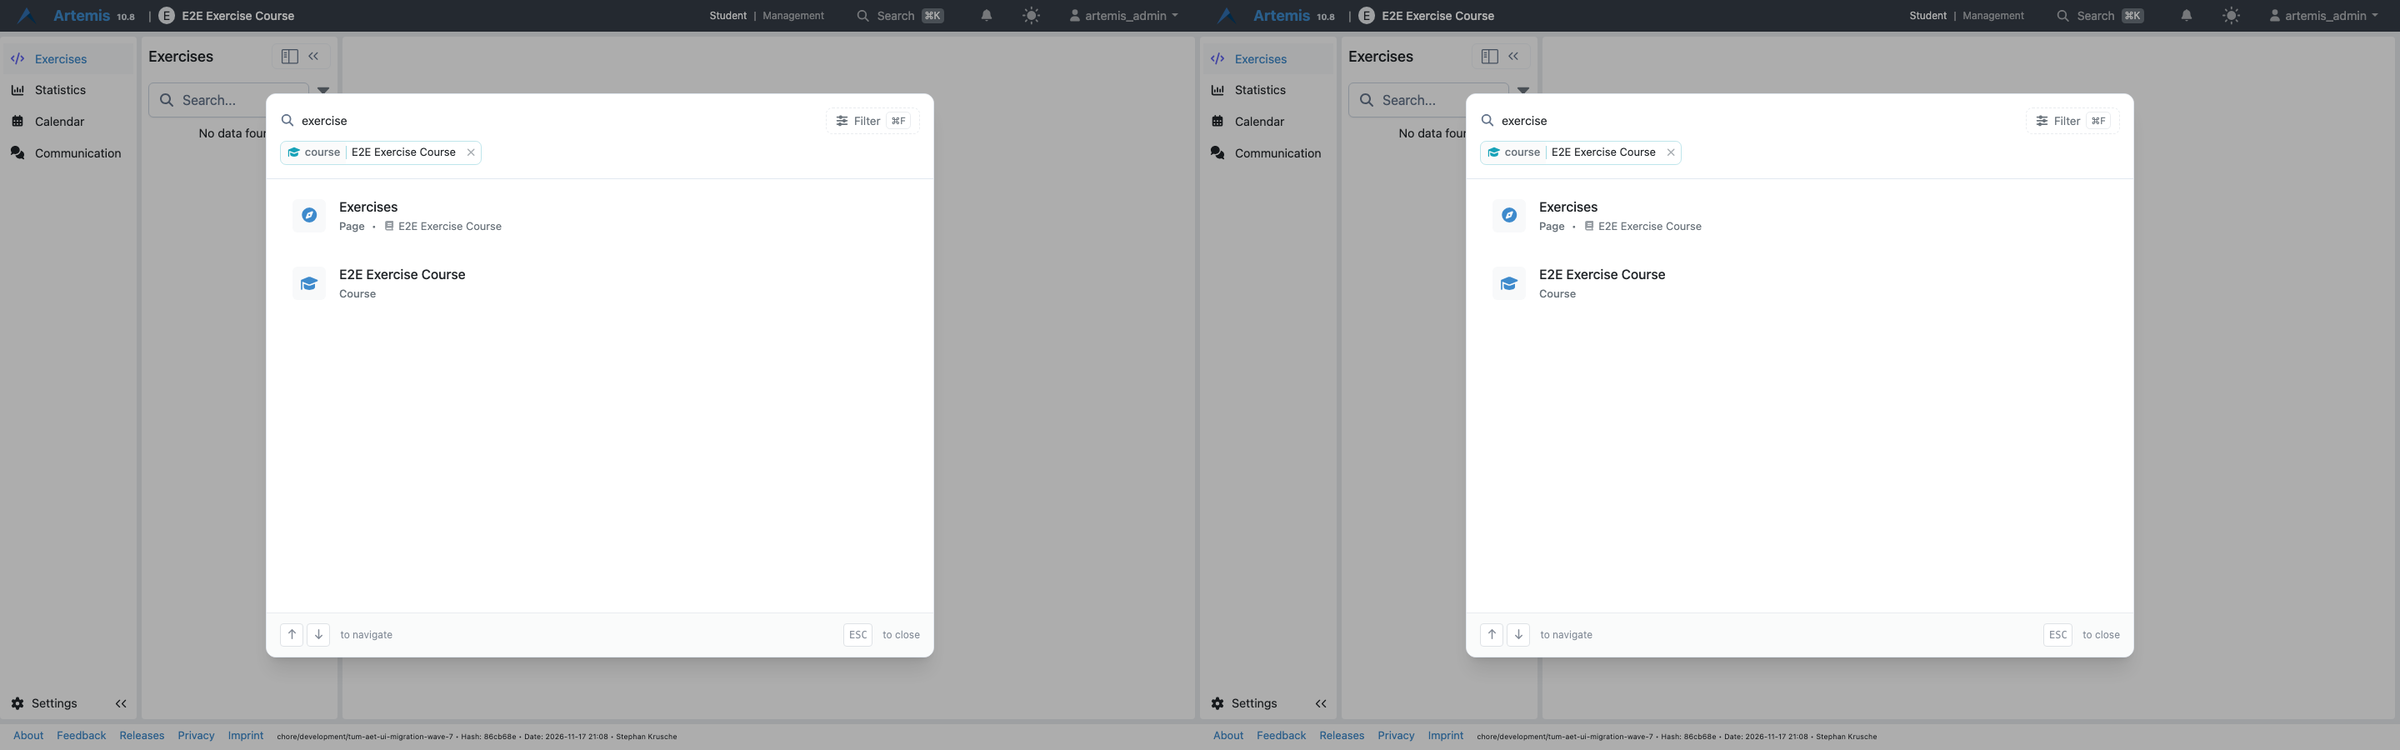 Artemis 10.8 | E E2E Exercise Course Student | Management Search ⌘K artemis_admin
Exercises
Statistics
Calendar
Communication
Exercises
Search...
No data foun
exercise
Filter ⌘F
course | E2E Exercise Course ×
Exercises
Page • E2E Exercise Course
E2E Exercise Course
Course
↑ ↓ to navigate ESC to close
Settings
About Feedback Releases Privacy Imprint chore/development/tum-aet-ui-migration-wave-7 • Hash: 86cb68e • Date: 2026-11-17 21:08 • Stephan Krusche
Artemis 10.8 | E E2E Exercise Course Student | Management Search ⌘K artemis_admin
Exercises
Statistics
Calendar
Communication
Exercises
Search...
No data foun
exercise
Filter ⌘F
course | E2E Exercise Course ×
Exercises
Page • E2E Exercise Course
E2E Exercise Course
Course
↑ ↓ to navigate ESC to close
Settings
About Feedback Releases Privacy Imprint chore/development/tum-aet-ui-migration-wave-7 • Hash: 86cb68e • Date: 2026-11-17 21:08 • Stephan Krusche